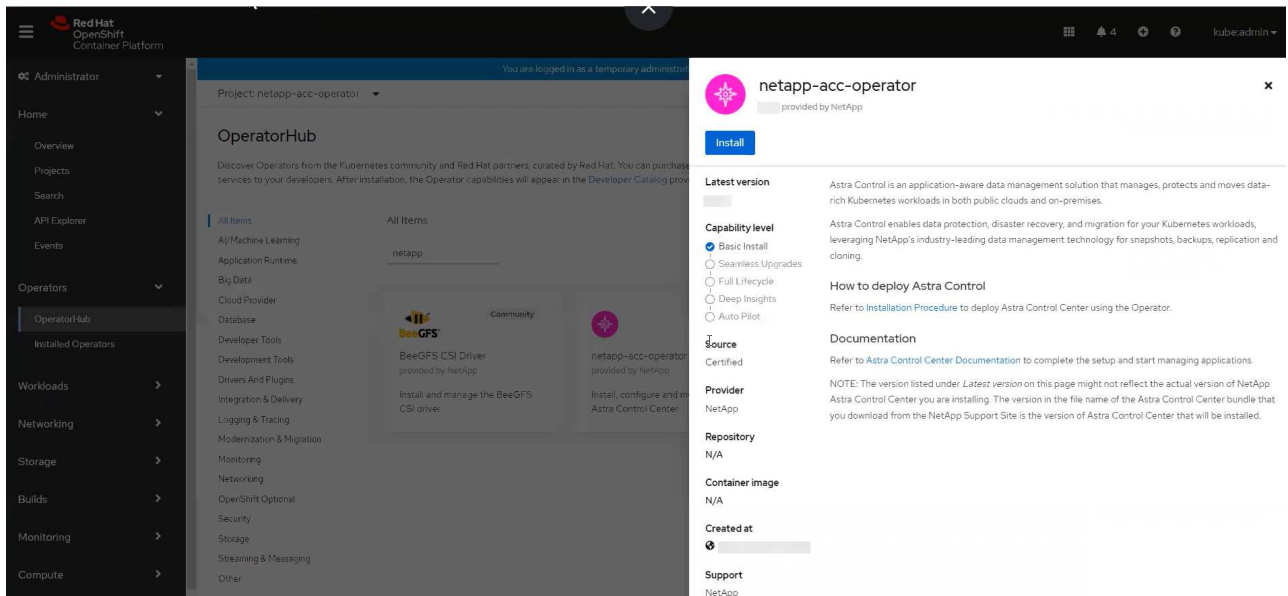 Red Hat
OpenShift
Container Platform
4
kube:admin
Administrator
Home
Overview
Projects
Search
API Explorer
Events
Operators
OperatorHub
Installed Operators
Workloads
Networking
Storage
Builds
Monitoring
Compute
You are logged in as a temporary administrat
Project: netapp-acc-operator
OperatorHub
Discover Operators from the Kubernetes community and Red Hat partners, curated by Red Hat. You can purchase
services to your developers. After installation, the Operator capabilities will appear in the Developer Catalog prov
All Items
AI/Machine Learning
Application Runtime
Big Data
Cloud Provider
Database
Developer Tools
Development Tools
Drivers And Plugins
Integration & Delivery
Logging & Tracing
Modernization & Migration
Monitoring
Networking
OpenShift Optional
Security
Storage
Streaming & Messaging
Other
All Items
netapp
BeeGFS
Community
BeeGFS CSI Driver
provided by NetApp
Install and manage the BeeGFS
CSI driver
netapp-acc-operator
provided by NetApp
Install, configure and m
Astra Control Center
netapp-acc-operator
provided by NetApp
Install
Latest version
Capability level
Basic Install
Seamless Upgrades
Full Lifecycle
Deep Insights
Auto Pilot
Source
Certified
Provider
NetApp
Repository
N/A
Container image
N/A
Created at
Support
NetApp
Astra Control is an application-aware data management solution that manages, protects and moves data-
rich Kubernetes workloads in both public clouds and on-premises.
Astra Control enables data protection, disaster recovery, and migration for your Kubernetes workloads,
leveraging NetApp's industry-leading data management technology for snapshots, backups, replication and
cloning.
How to deploy Astra Control
Refer to Installation Procedure to deploy Astra Control Center using the Operator.
Documentation
Refer to Astra Control Center Documentation to complete the setup and start managing applications.
NOTE: The version listed under Latest version on this page might not reflect the actual version of NetApp
Astra Control Center you are installing. The version in the file name of the Astra Control Center bundle that
you download from the NetApp Support Site is the version of Astra Control Center that will be installed.